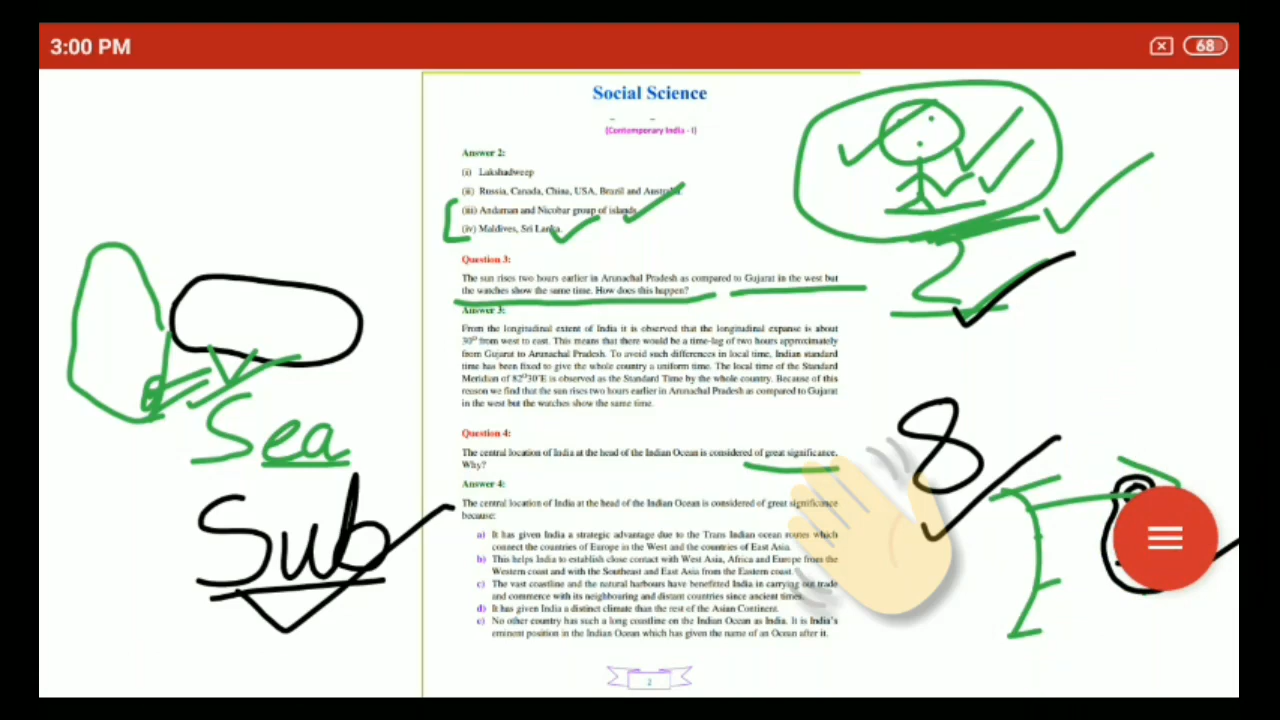 3:00 PM
68
Social Science
(Contemporary India - I)
Answer 2:
(i) Lakshadweep
(ii) Russia, Canada, China, USA, Brazil and Australia.
(iii) Andaman and Nicobar group of islands
(iv) Maldives, Sri Lanka.
Question 3:
The sun rises two hours earlier in Arunachal Pradesh as compared to Gujarat in the west but
the watches show the same time. How does this happen?
Answer 3:
From the longitudinal extent of India it is observed that the longitudinal expanse is about
30⁰ from west to east. This means that there would be a time-lag of two hours approximately
from Gujarat to Arunachal Pradesh. To avoid such differences in local time, Indian standard
time has been fixed to give the whole country a uniform time. The local time of the Standard
Meridian of 82⁰30'E is observed as the Standard Time by the whole country. Because of this
reason we find that the sun rises two hours earlier in Arunachal Pradesh as compared to Gujarat
in the west but the watches show the same time.
Question 4:
The central location of India at the head of the Indian Ocean is considered of great significance.
Why?
Answer 4:
The central location of India at the head of the Indian Ocean is considered of great significance
because:
a) It has given India a strategic advantage due to the Trans Indian ocean routes which
connect the countries of Europe in the West and the countries of East Asia.
b) This helps India to establish close contact with West Asia, Africa and Europe from the
Western coast and with the Southeast and East Asia from the Eastern coast.
c) The vast coastline and the natural harbours have benefitted India in carrying out trade
and commerce with its neighbouring and distant countries since ancient times.
d) It has given India a distinct climate than the rest of the Asian Continent.
e) No other country has such a long coastline on the Indian Ocean as India. It is India's
eminent position in the Indian Ocean which has given the name of an Ocean after it.
2
Sea
Sub
8